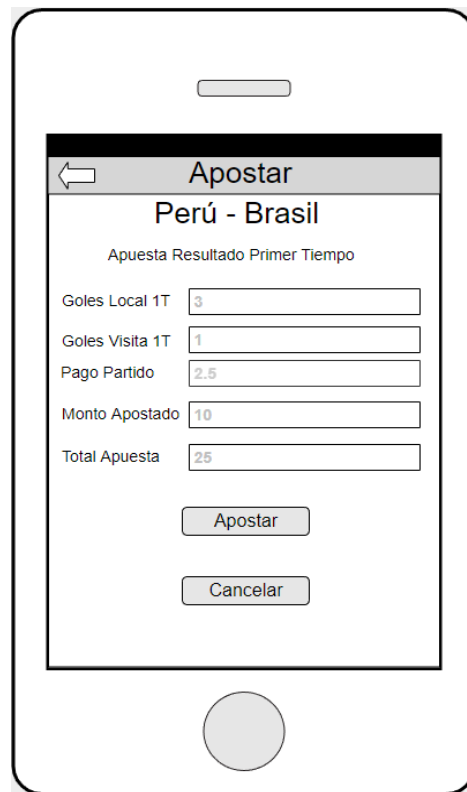 Apostar
Perú - Brasil
Apuesta Resultado Primer Tiempo
Goles Local 1T 3
Goles Visita 1T 1
Pago Partido 2.5
Monto Apostado 10
Total Apuesta 25
Apostar
Cancelar